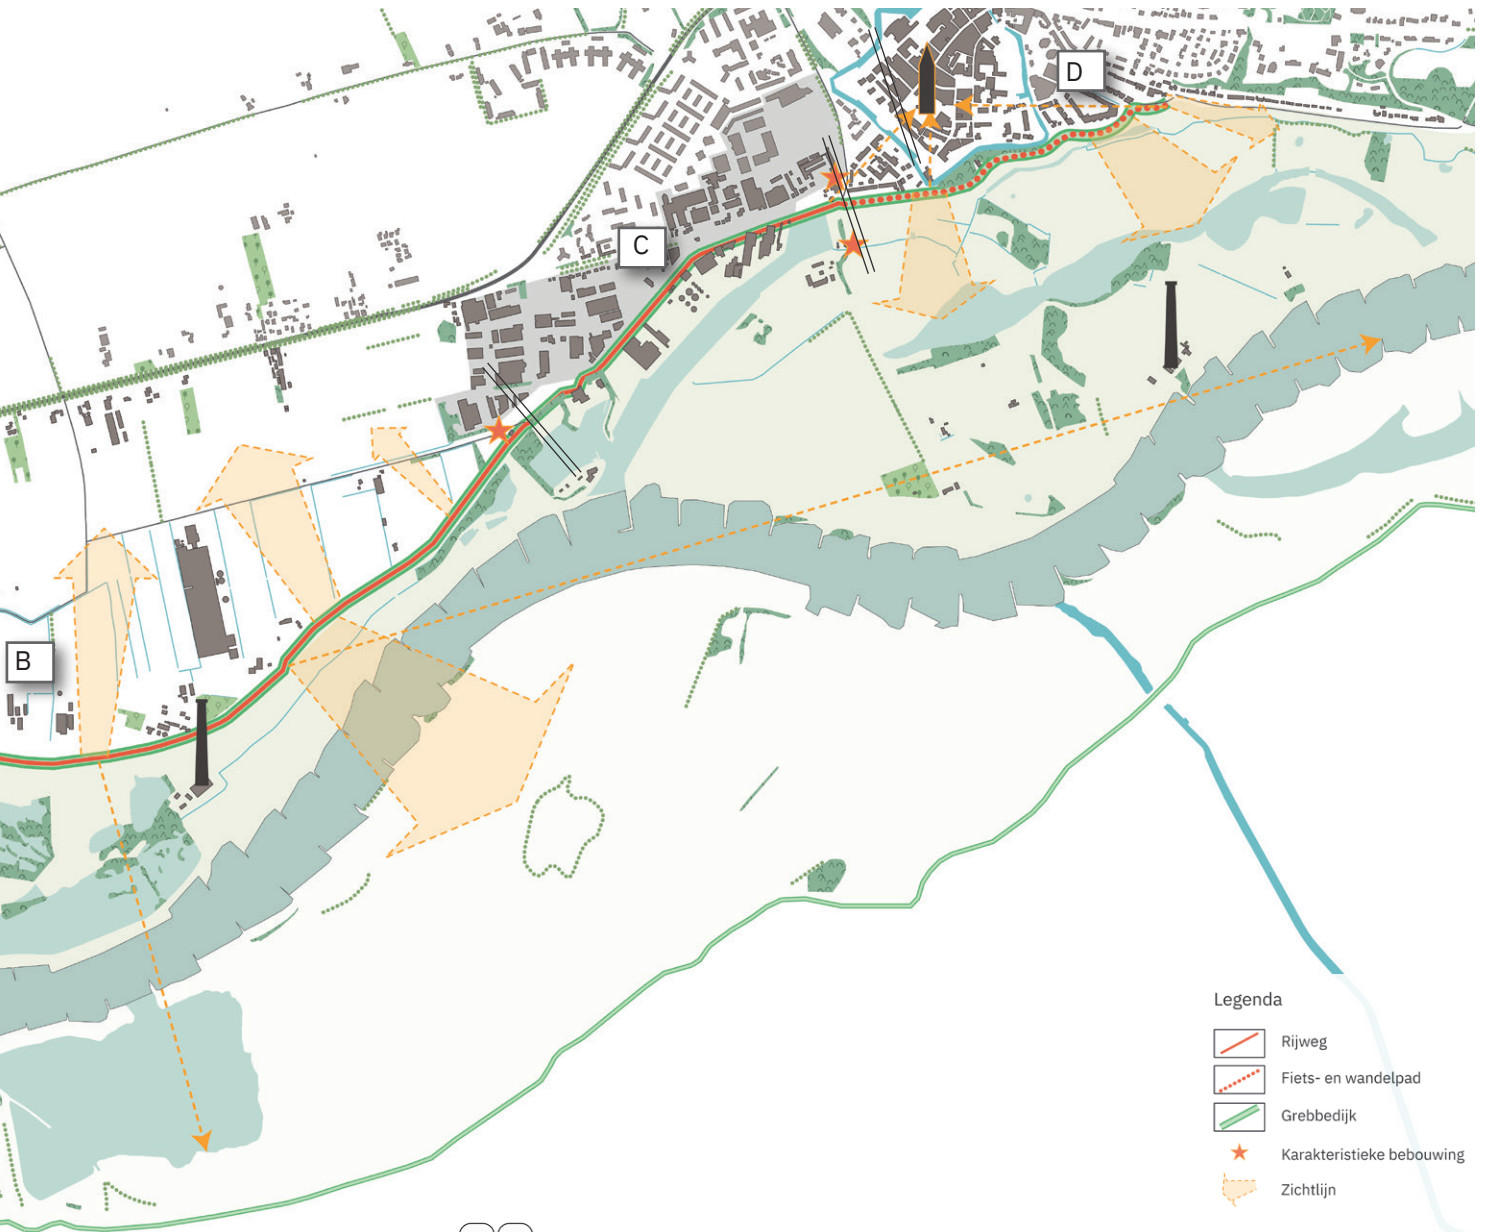 D
C
B
Legenda
Rijweg
Fiets- en wandelpad
Grebbedijk
Karakteristieke bebouwing
Zichtlijn